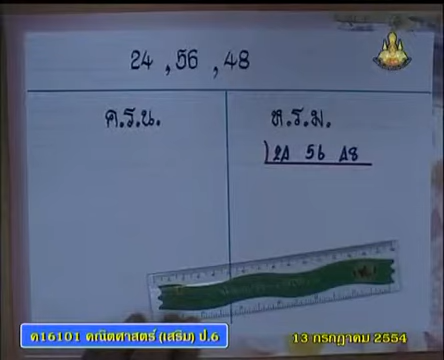 24 , 56 , 48
ค.ร.น.
ห.ร.ม.
24 56 48
ค16101 คณิตศาสตร์ (เสริม) ป.6
13 กรกฎาคม 2554